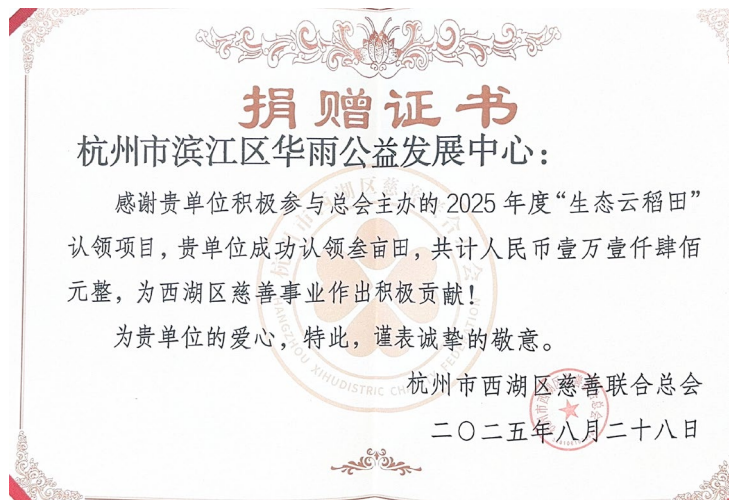 捐赠证书
杭州市滨江区华雨公益发展中心：
感谢贵单位积极参与总会主办的 2025 年度“生态云稻田”
认领项目，贵单位成功认领叁亩田，共计人民币壹万壹仟肆佰
元整，为西湖区慈善事业作出积极贡献！
为贵单位的爱心，特此，谨表诚挚的敬意。
杭州市西湖区慈善联合总会
二〇二五年八月二十八日